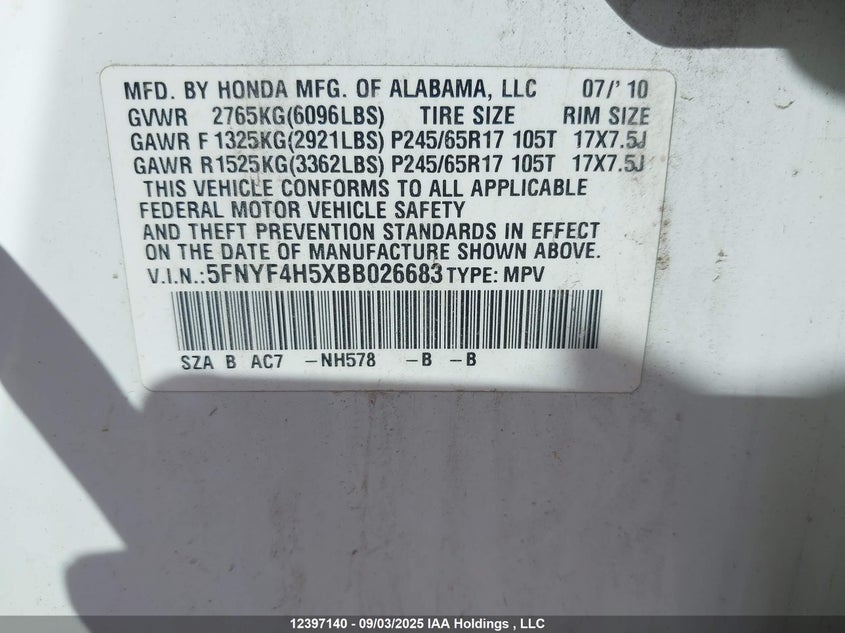 MFD. BY HONDA MFG. OF ALABAMA, LLC 07/' 10
GVWR 2765KG(6096LBS) TIRE SIZE RIM SIZE
GAWR F1325KG(2921LBS) P245/65R17 105T 17X7.5J
GAWR R1525KG(3362LBS) P245/65R17 105T 17X7.5J
THIS VEHICLE CONFORMS TO ALL APPLICABLE
FEDERAL MOTOR VEHICLE SAFETY
AND THEFT PREVENTION STANDARDS IN EFFECT
ON THE DATE OF MANUFACTURE SHOWN ABOVE.
V.I.N.:5FNYF4H5XBB026683 TYPE: MPV
SZA B AC7 -NH578 -B -B
12397140 - 09/03/2025 IAA Holdings , LLC